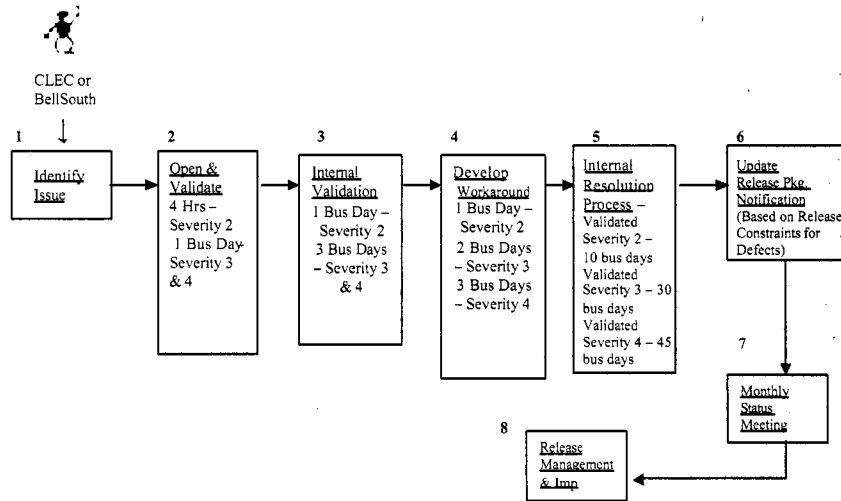 CLEC or
BellSouth
1
Identify
Issue
2
Open &
Validate
4 Hrs –
Severity 2
1 Bus Day-
Severity 3
& 4
3
Internal
Validation
1 Bus Day –
Severity 2
3 Bus Days
– Severity 3
& 4
4
Develop
Workaround
1 Bus Day –
Severity 2
2 Bus Days
– Severity 3
3 Bus Days
– Severity 4
5
Internal
Resolution
Process –
Validated
Severity 2 –
10 bus days
Validated
Severity 3 – 30
bus days
Validated
Severity 4 – 45
bus days
6
Update
Release Pkg.
Notification
(Based on Release
Constraints for
Defects)
7
Monthly
Status
Meeting
8
Release
Management
& Imp